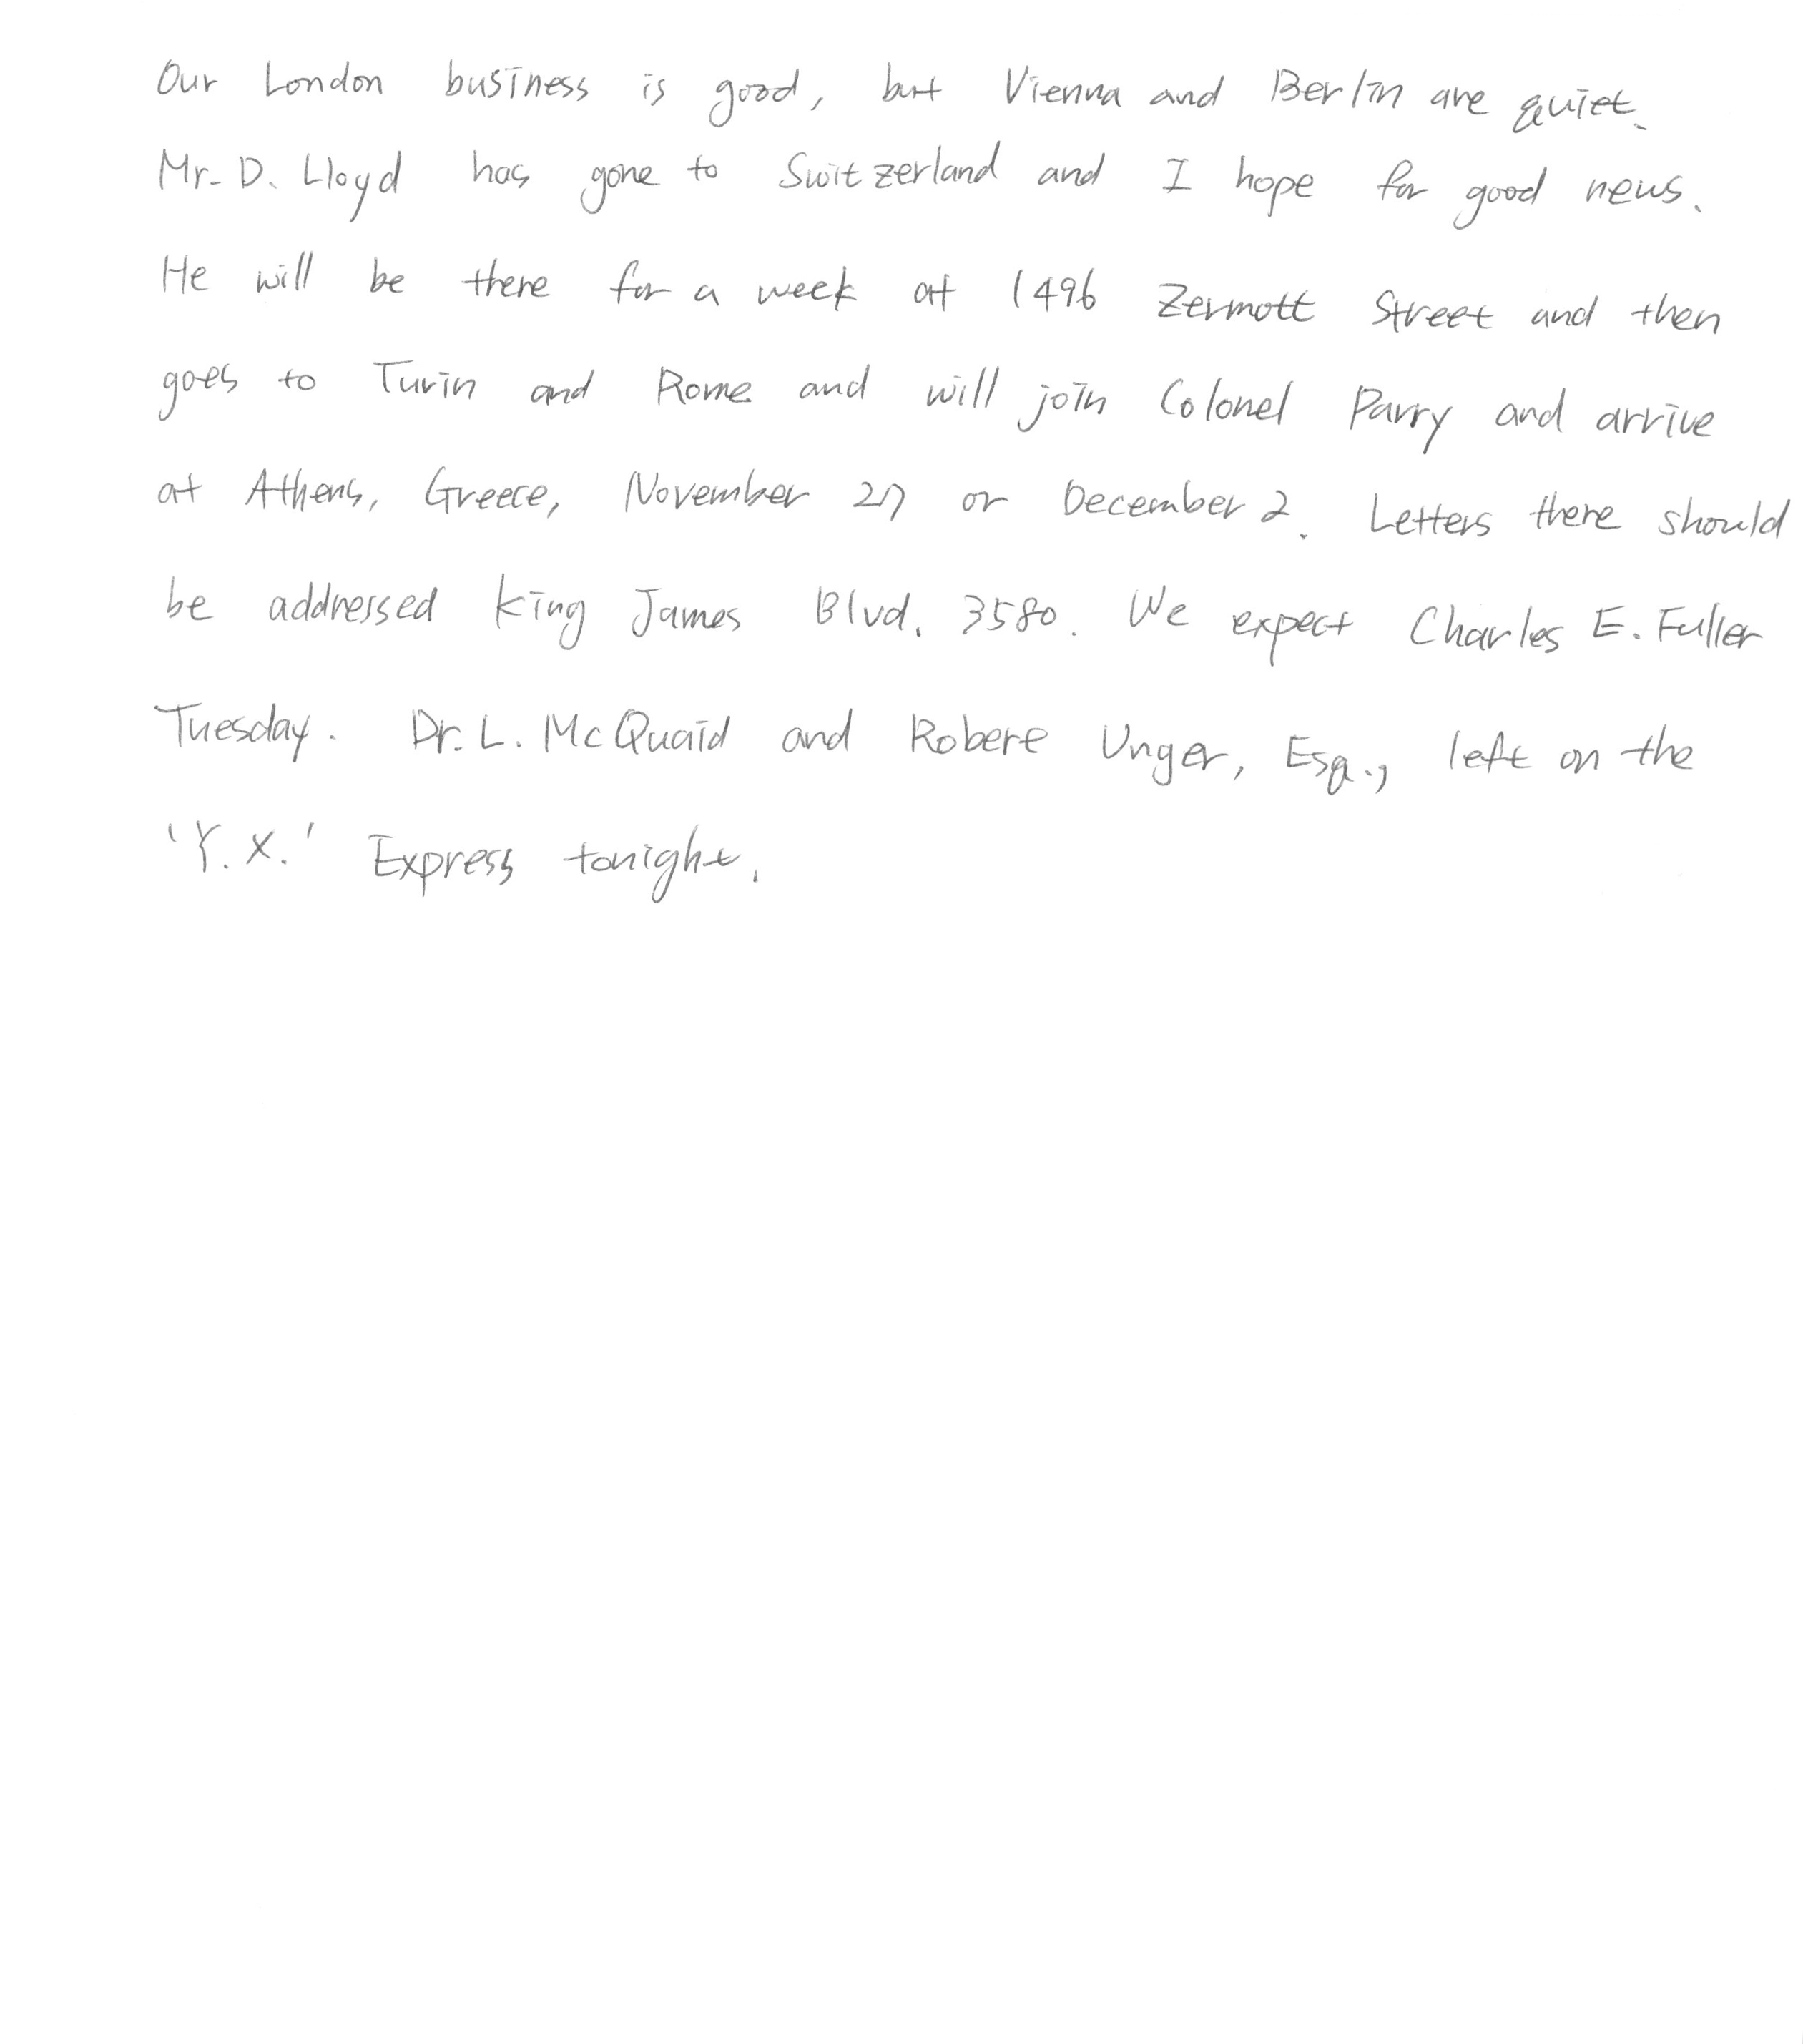 Our London business is good, but Vienna and Berlin are quiet.
Mr. D. Lloyd has gone to Switzerland and I hope for good news.
He will be there for a week at 1496 Zermott Street and then
goes to Turin and Rome and will join Colonel Parry and arrive
at Athens, Greece, November 27 or December 2. Letters there should
be addressed King James Blvd. 3580. We expect Charles E. Fuller
Tuesday. Dr. L. McQuaid and Robert Unger, Esq., left on the
'Y.X.' Express tonight.